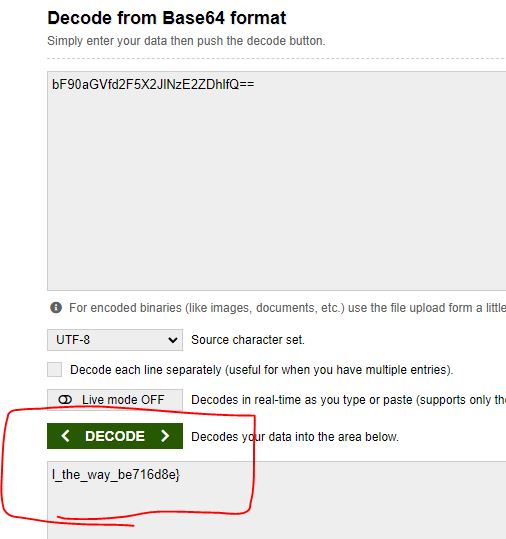 Decode from Base64 format
Simply enter your data then push the decode button.
bF90aGVfd2F5X2JlNzE2ZDhlfQ==
For encoded binaries (like images, documents, etc.) use the file upload form a little
UTF-8 Source character set.
Decode each line separately (useful for when you have multiple entries).
Live mode OFF Decodes in real-time as you type or paste (supports only the
< DECODE > Decodes your data into the area below.
l_the_way_be716d8e}